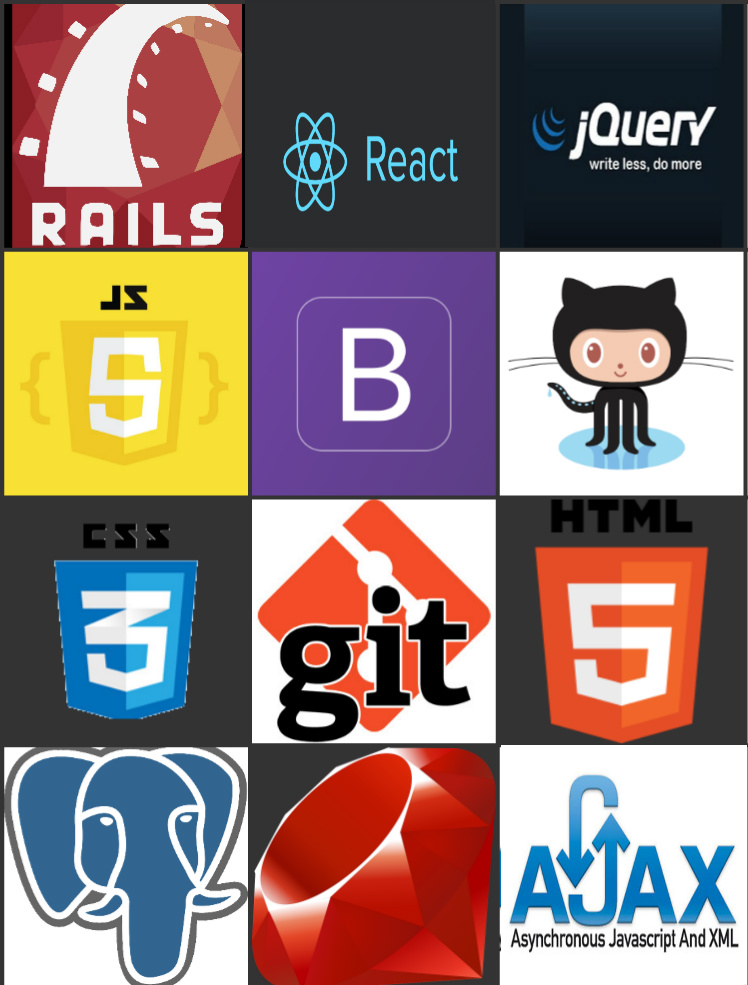 RAILS
React
jQuery
write less, do more
JS
5
{ }
B
CSS
3
git
HTML
5
AJAX
Asynchronous Javascript And XML